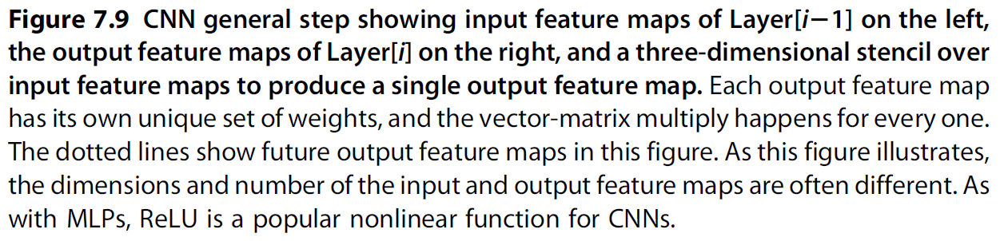 Figure 7.9 CNN general step showing input feature maps of Layer[i−1] on the left,
the output feature maps of Layer[i] on the right, and a three-dimensional stencil over
input feature maps to produce a single output feature map. Each output feature map
has its own unique set of weights, and the vector-matrix multiply happens for every one.
The dotted lines show future output feature maps in this figure. As this figure illustrates,
the dimensions and number of the input and output feature maps are often different. As
with MLPs, ReLU is a popular nonlinear function for CNNs.